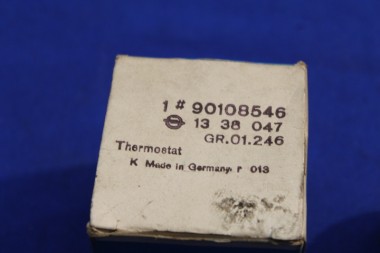 1 # 90108546
13 38 047
GR.01.246
Thermostat
K Made in Germany. P 013